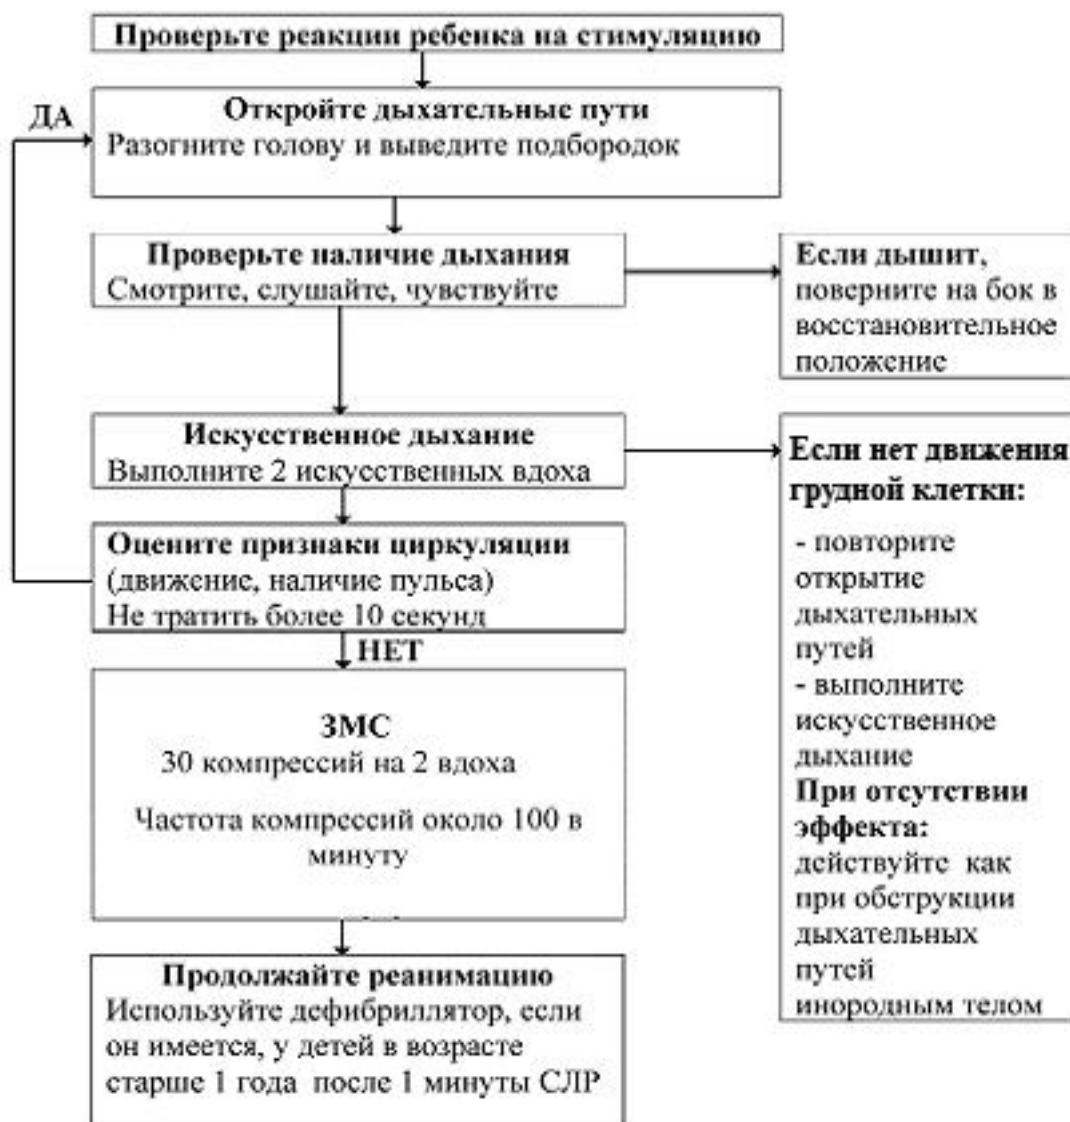 Проверьте реакции ребенка на стимуляцию
ДА
Откройте дыхательные пути
Разогните голову и выведите подбородок
Проверьте наличие дыхания
Смотрите, слушайте, чувствуйте
Если дышит,
поверните на бок в
восстановительное
положение
Искусственное дыхание
Выполните 2 искусственных вдоха
Если нет движения
грудной клетки:
- повторите
открытие
дыхательных
путей
- выполните
искусственное
дыхание
При отсутствии
эффекта:
действуйте как
при обструкции
дыхательных
путей
инородным телом
Оцените признаки циркуляции
(движение, наличие пульса)
Не тратить более 10 секунд
НЕТ
ЗМС
30 компрессий на 2 вдоха
Частота компрессий около 100 в
минуту
Продолжайте реанимацию
Используйте дефибриллятор, если
он имеется, у детей в возрасте
старше 1 года после 1 минуты СЛР